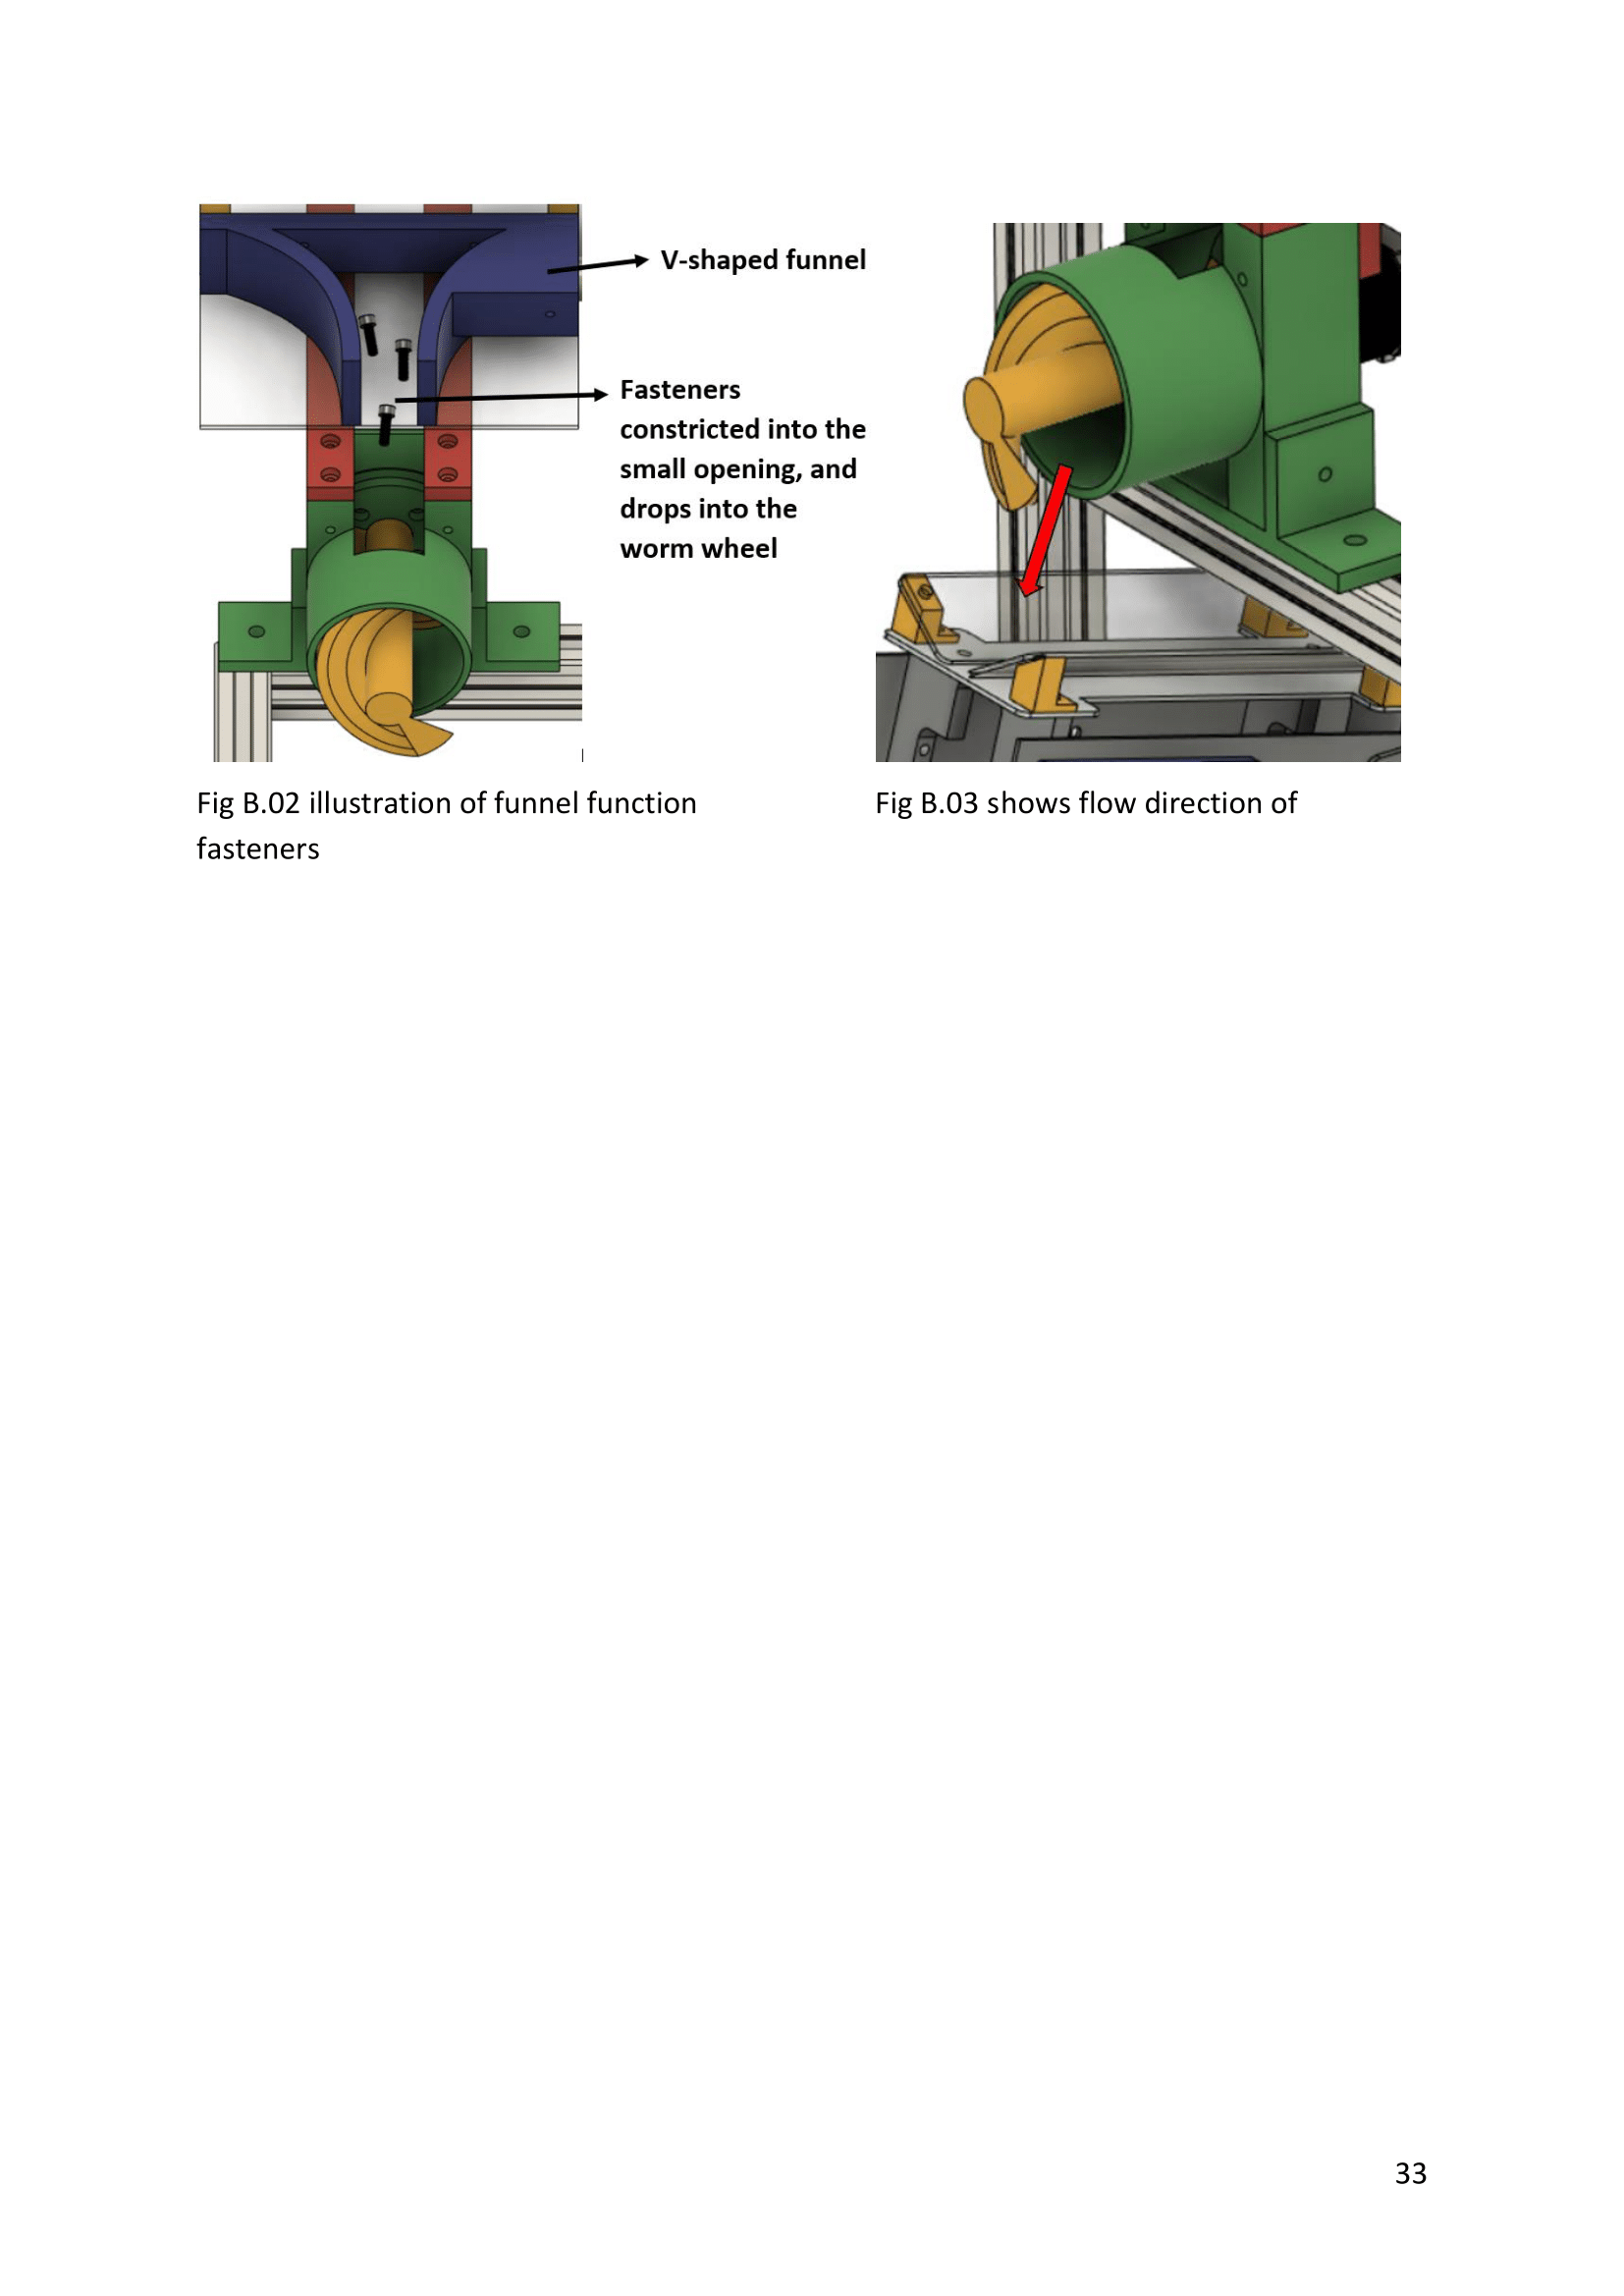 V-shaped funnel
Fasteners
constricted into the
small opening, and
drops into the
worm wheel
Fig B.02 illustration of funnel function
Fig B.03 shows flow direction of
fasteners
33